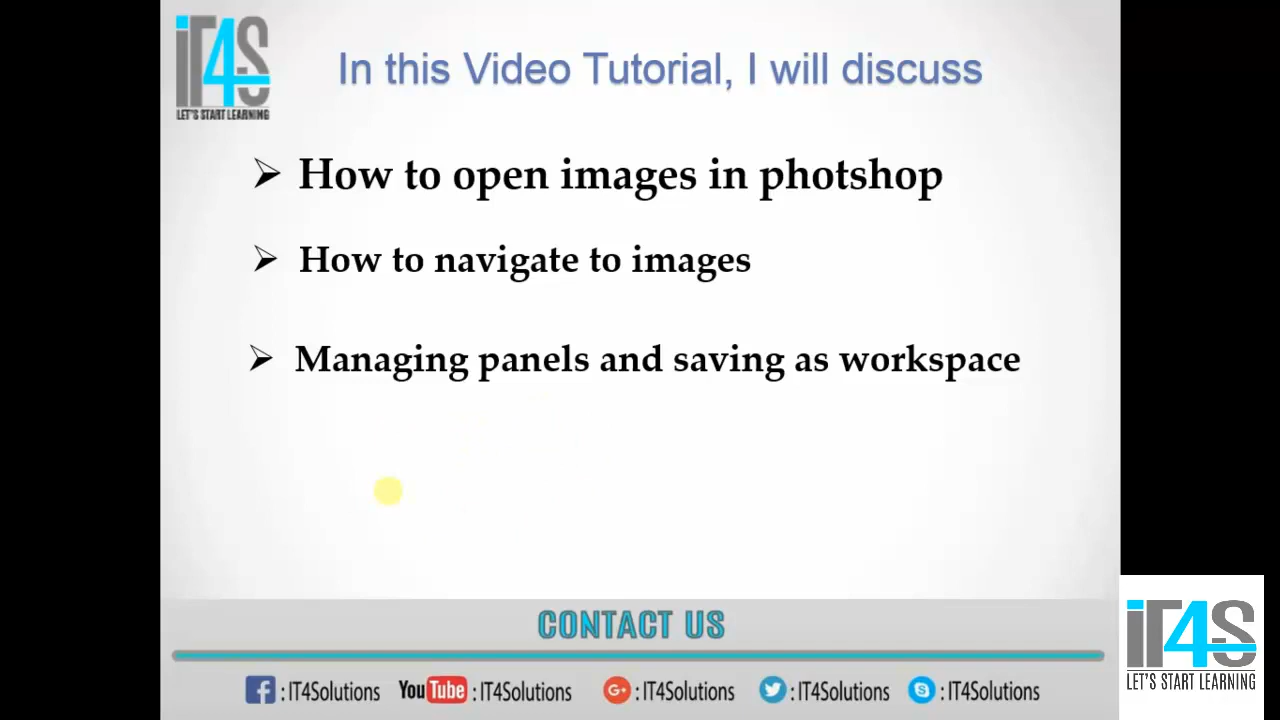 iT4S
LET'S START LEARNING
In this Video Tutorial, I will discuss
➢ How to open images in photshop
➢ How to navigate to images
➢ Managing panels and saving as workspace
CONTACT US
f : IT4Solutions YouTube : IT4Solutions G+ : IT4Solutions : IT4Solutions S : IT4Solutions
iT4S
LET'S START LEARNING